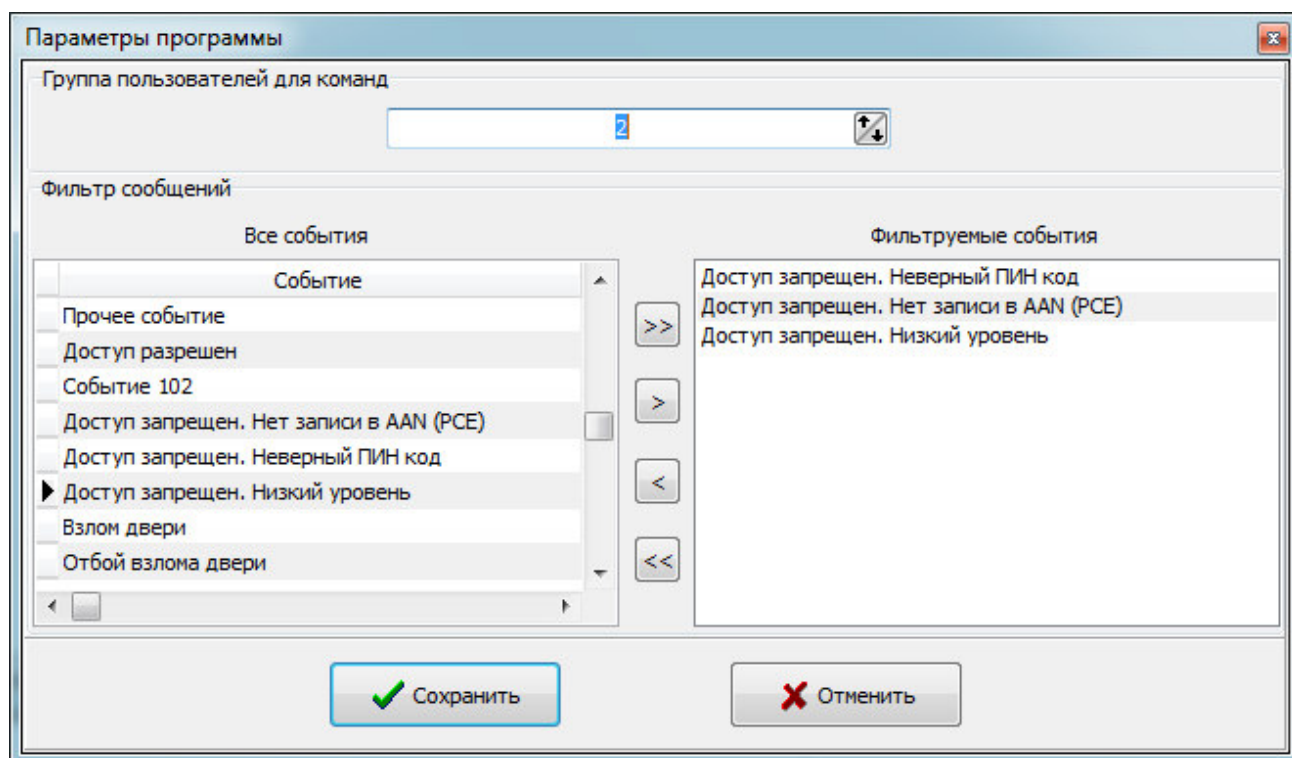 Параметры программы
Группа пользователей для команд
2
Фильтр сообщений
Все события
Событие
Прочее событие
Доступ разрешен
Событие 102
Доступ запрещен. Нет записи в AAN (PCE)
Доступ запрещен. Неверный ПИН код
Доступ запрещен. Низкий уровень
Взлом двери
Отбой взлома двери
>>
>
<
<<
Фильтруемые события
Доступ запрещен. Неверный ПИН код
Доступ запрещен. Нет записи в AAN (PCE)
Доступ запрещен. Низкий уровень
Сохранить
Отменить